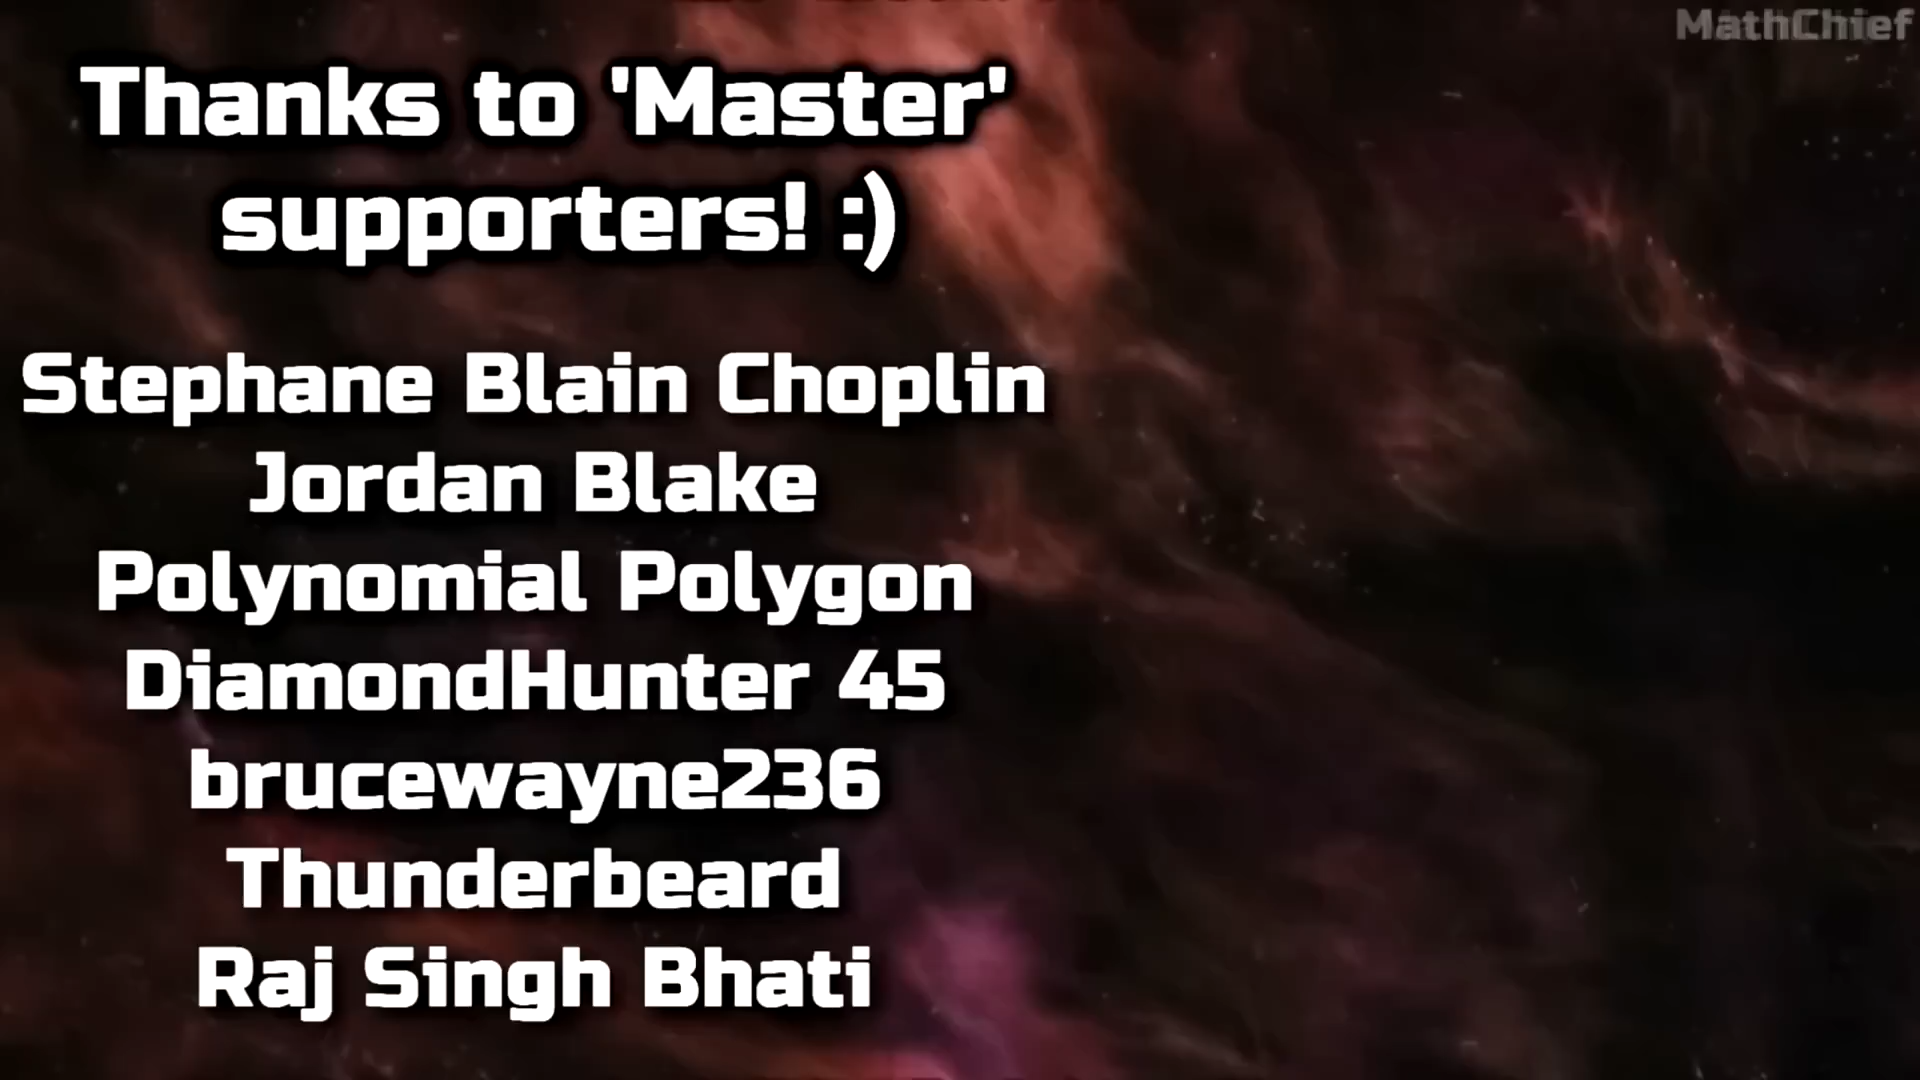 MathChief
Thanks to 'Master'
supporters! :)
Stephane Blain Choplin
Jordan Blake
Polynomial Polygon
DiamondHunter 45
brucewayne236
Thunderbeard
Raj Singh Bhati